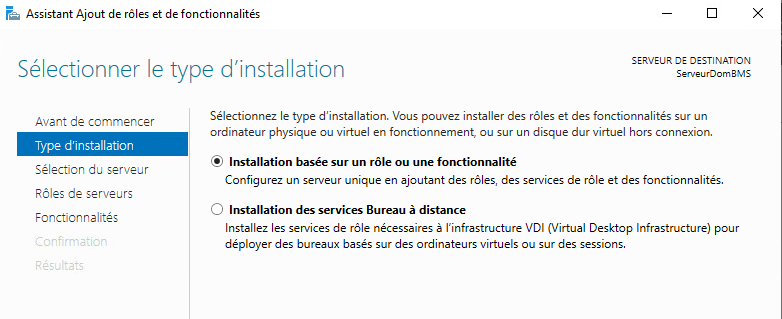 Assistant Ajout de rôles et de fonctionnalités
Sélectionner le type d’installation
SERVEUR DE DESTINATION
ServeurDomBMS
Avant de commencer
Type d’installation
Sélection du serveur
Rôles de serveurs
Fonctionnalités
Confirmation
Résultats
Sélectionnez le type d’installation. Vous pouvez installer des rôles et des fonctionnalités sur un
ordinateur physique ou virtuel en fonctionnement, ou sur un disque dur virtuel hors connexion.
Installation basée sur un rôle ou une fonctionnalité
Configurez un serveur unique en ajoutant des rôles, des services de rôle et des fonctionnalités.
Installation des services Bureau à distance
Installez les services de rôle nécessaires à l’infrastructure VDI (Virtual Desktop Infrastructure) pour
déployer des bureaux basés sur des ordinateurs virtuels ou sur des sessions.